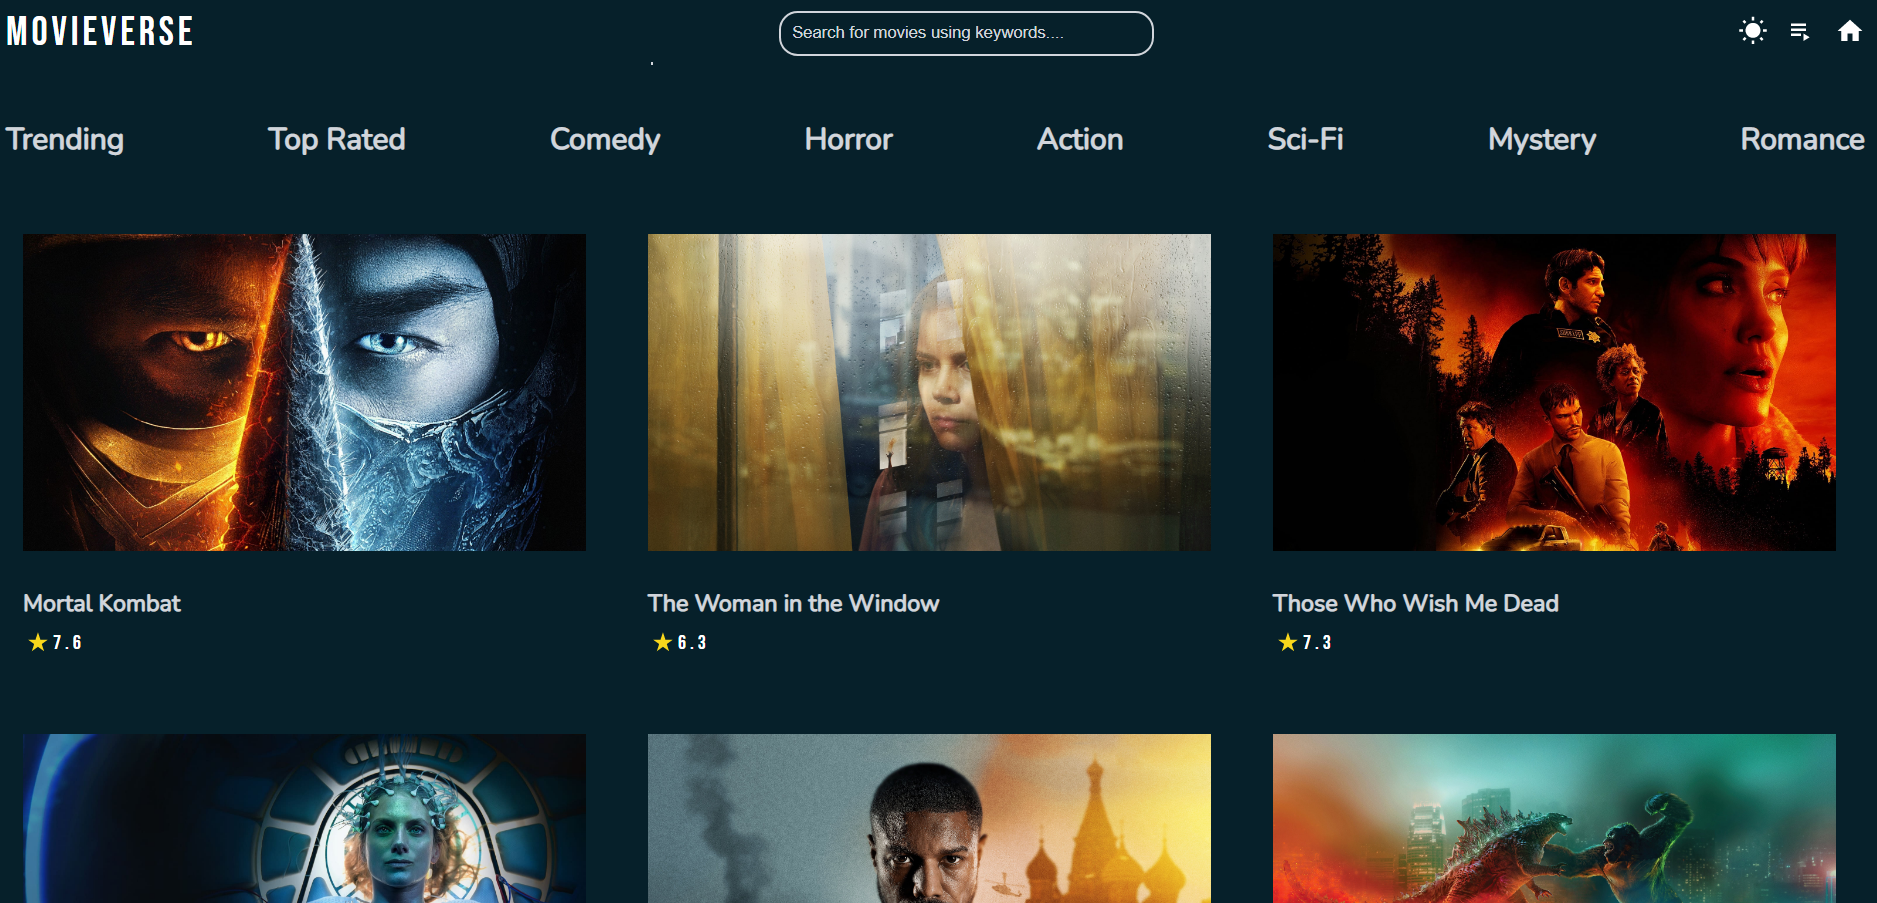 MOVIEVERSE
Search for movies using keywords....
Trending Top Rated Comedy Horror Action Sci-Fi Mystery Romance
Mortal Kombat The Woman in the Window Those Who Wish Me Dead
7.6 6.3 7.3